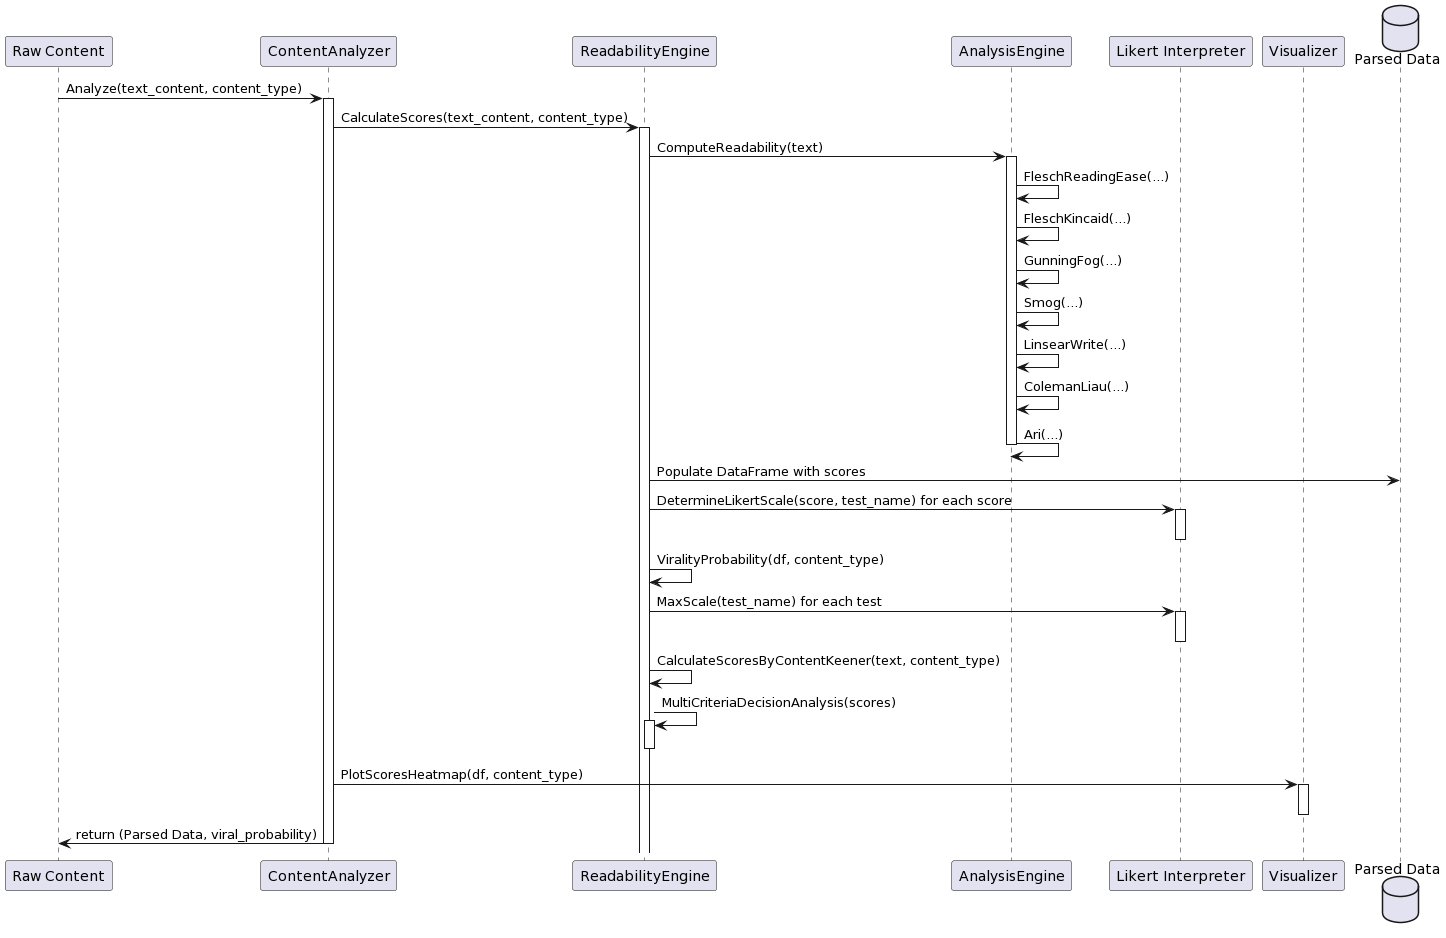 Parsed Data
Raw Content
ContentAnalyzer
ReadabilityEngine
AnalysisEngine
Likert Interpreter
Visualizer
Analyze(text_content, content_type)
CalculateScores(text_content, content_type)
ComputeReadability(text)
FleschReadingEase(...)
FleschKincaid(...)
GunningFog(...)
Smog(...)
LinsearWrite(...)
ColemanLiau(...)
Ari(...)
Populate DataFrame with scores
DetermineLikertScale(score, test_name) for each score
ViralityProbability(df, content_type)
MaxScale(test_name) for each test
CalculateScoresByContentKeener(text, content_type)
MultiCriteriaDecisionAnalysis(scores)
PlotScoresHeatmap(df, content_type)
return (Parsed Data, viral_probability)
Raw Content
ContentAnalyzer
ReadabilityEngine
AnalysisEngine
Likert Interpreter
Visualizer
Parsed Data